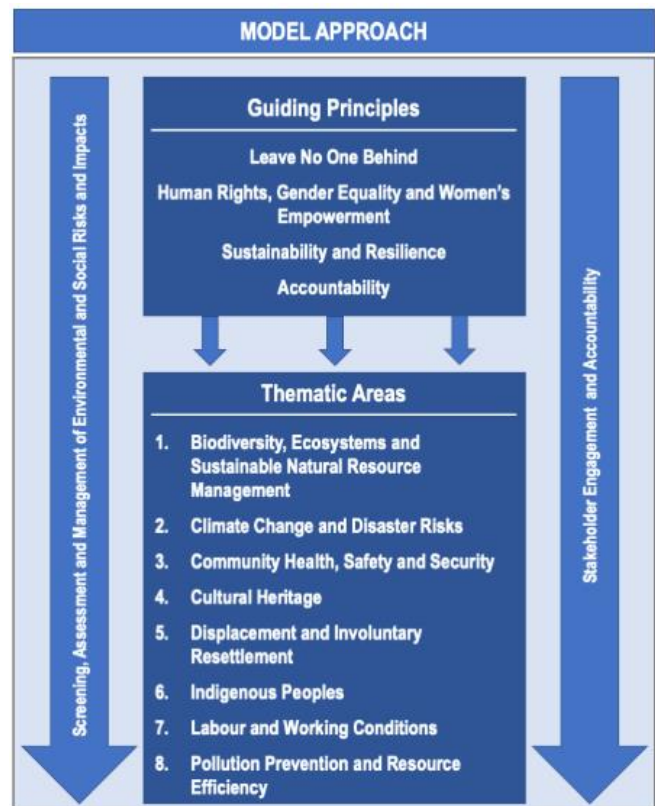 MODEL APPROACH
Screening, Assessment and Management of Environmental and Social Risks and Impacts
Guiding Principles
Leave No One Behind
Human Rights, Gender Equality and Women's
Empowerment
Sustainability and Resilience
Accountability
Thematic Areas
1. Biodiversity, Ecosystems and
Sustainable Natural Resource
Management
2. Climate Change and Disaster Risks
3. Community Health, Safety and Security
4. Cultural Heritage
5. Displacement and Involuntary
Resettlement
6. Indigenous Peoples
7. Labour and Working Conditions
8. Pollution Prevention and Resource
Efficiency
Stakeholder Engagement and Accountability